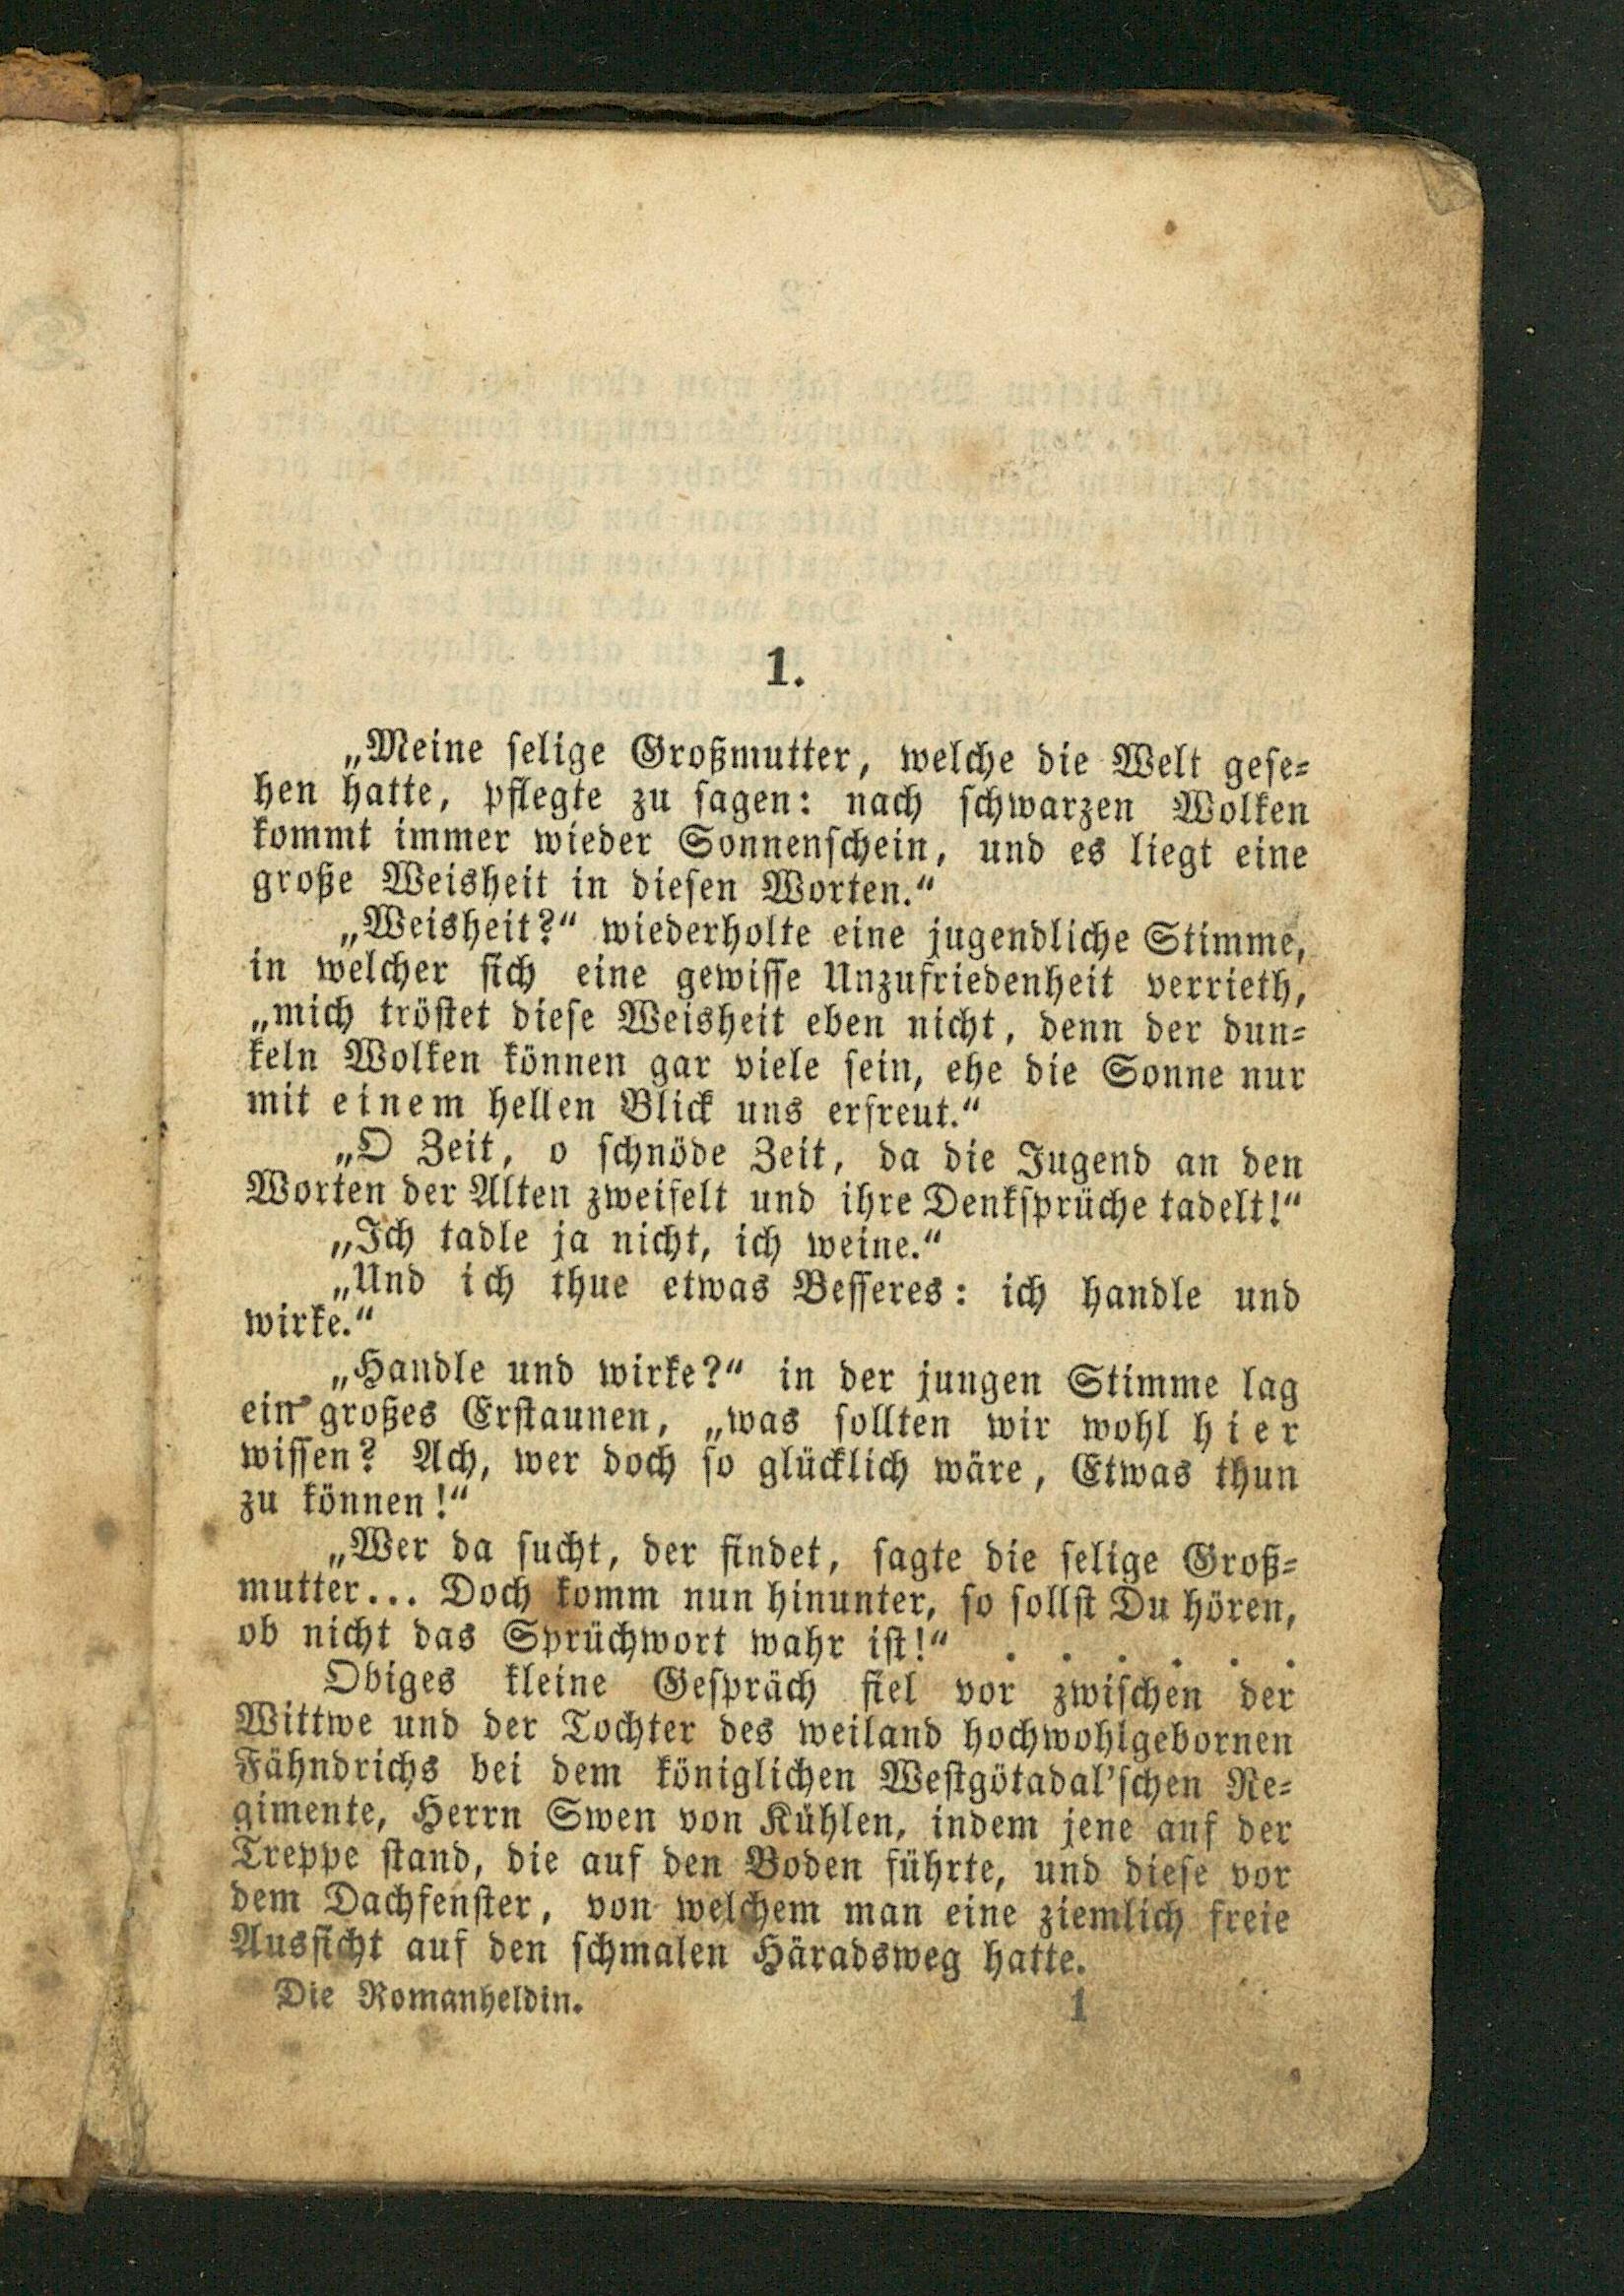 1.
„Meine selige Großmutter, welche die Welt gese-
hen hatte, pflegte zu sagen: nach schwarzen Wolken
kommt immer wieder Sonnenschein, und es liegt eine
große Weisheit in diesen Worten.“
„Weisheit?“ wiederholte eine jugendliche Stimme,
in welcher sich eine gewisse Unzufriedenheit verrieth,
„mich tröstet diese Weisheit eben nicht, denn der dun-
keln Wolken können gar viele sein, ehe die Sonne nur
mit einem hellen Blick uns erfreut.“
„O Zeit, o schnöde Zeit, da die Jugend an den
Worten der Alten zweifelt und ihre Denksprüche tadelt!“
„Ich tadle ja nicht, ich weine.“
„Und ich thue etwas Besseres: ich handle und
wirke.“
„Handle und wirke?“ in der jungen Stimme lag
ein großes Erstaunen, „was sollten wir wohl hier
wissen? Ach, wer doch so glücklich wäre, Etwas thun
zu können!“
„Wer da sucht, der findet, sagte die selige Groß-
mutter... Doch komm nun hinunter, so sollst Du hören,
ob nicht das Sprüchwort wahr ist!“ . . . . . .
Obiges kleine Gespräch fiel vor zwischen der
Wittwe und der Tochter des weiland hochwohlgebornen
Fähndrichs bei dem königlichen Westgötadal'schen Re-
gimente, Herrn Swen von Kühlen, indem jene auf der
Treppe stand, die auf den Boden führte, und diese vor
dem Dachfenster, von welchem man eine ziemlich freie
Aussicht auf den schmalen Häradsweg hatte.
Die Romanheldin. 1